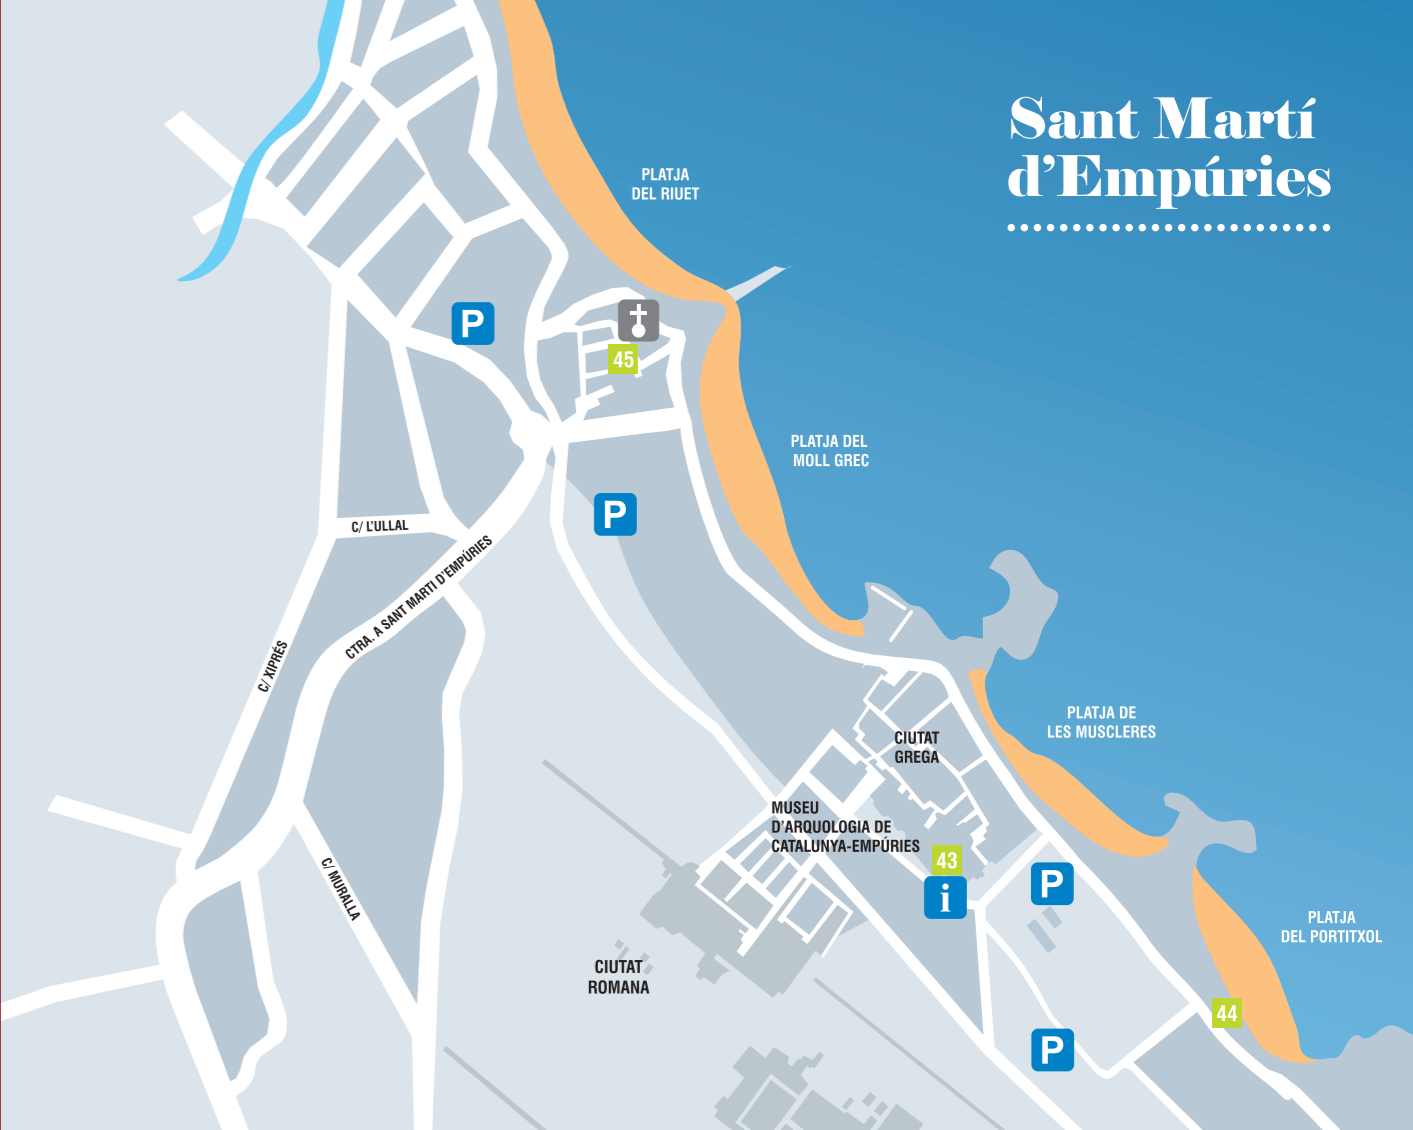 Sant Martí
d'Empúries
PLATJA
DEL RIUET
P
45
PLATJA DEL
MOLL GREC
P
C/ L'ULLAL
CTRA. A SANT MARTI D'EMPÚRIES
C/ XIPRÉS
PLATJA DE
LES MUSCLERES
CIUTAT
GREGA
MUSEU
D'ARQUOLOGIA DE
CATALUNYA-EMPÚRIES
43
i
P
C/ MURALLA
PLATJA
DEL PORTITXOL
CIUTAT
ROMANA
44
P